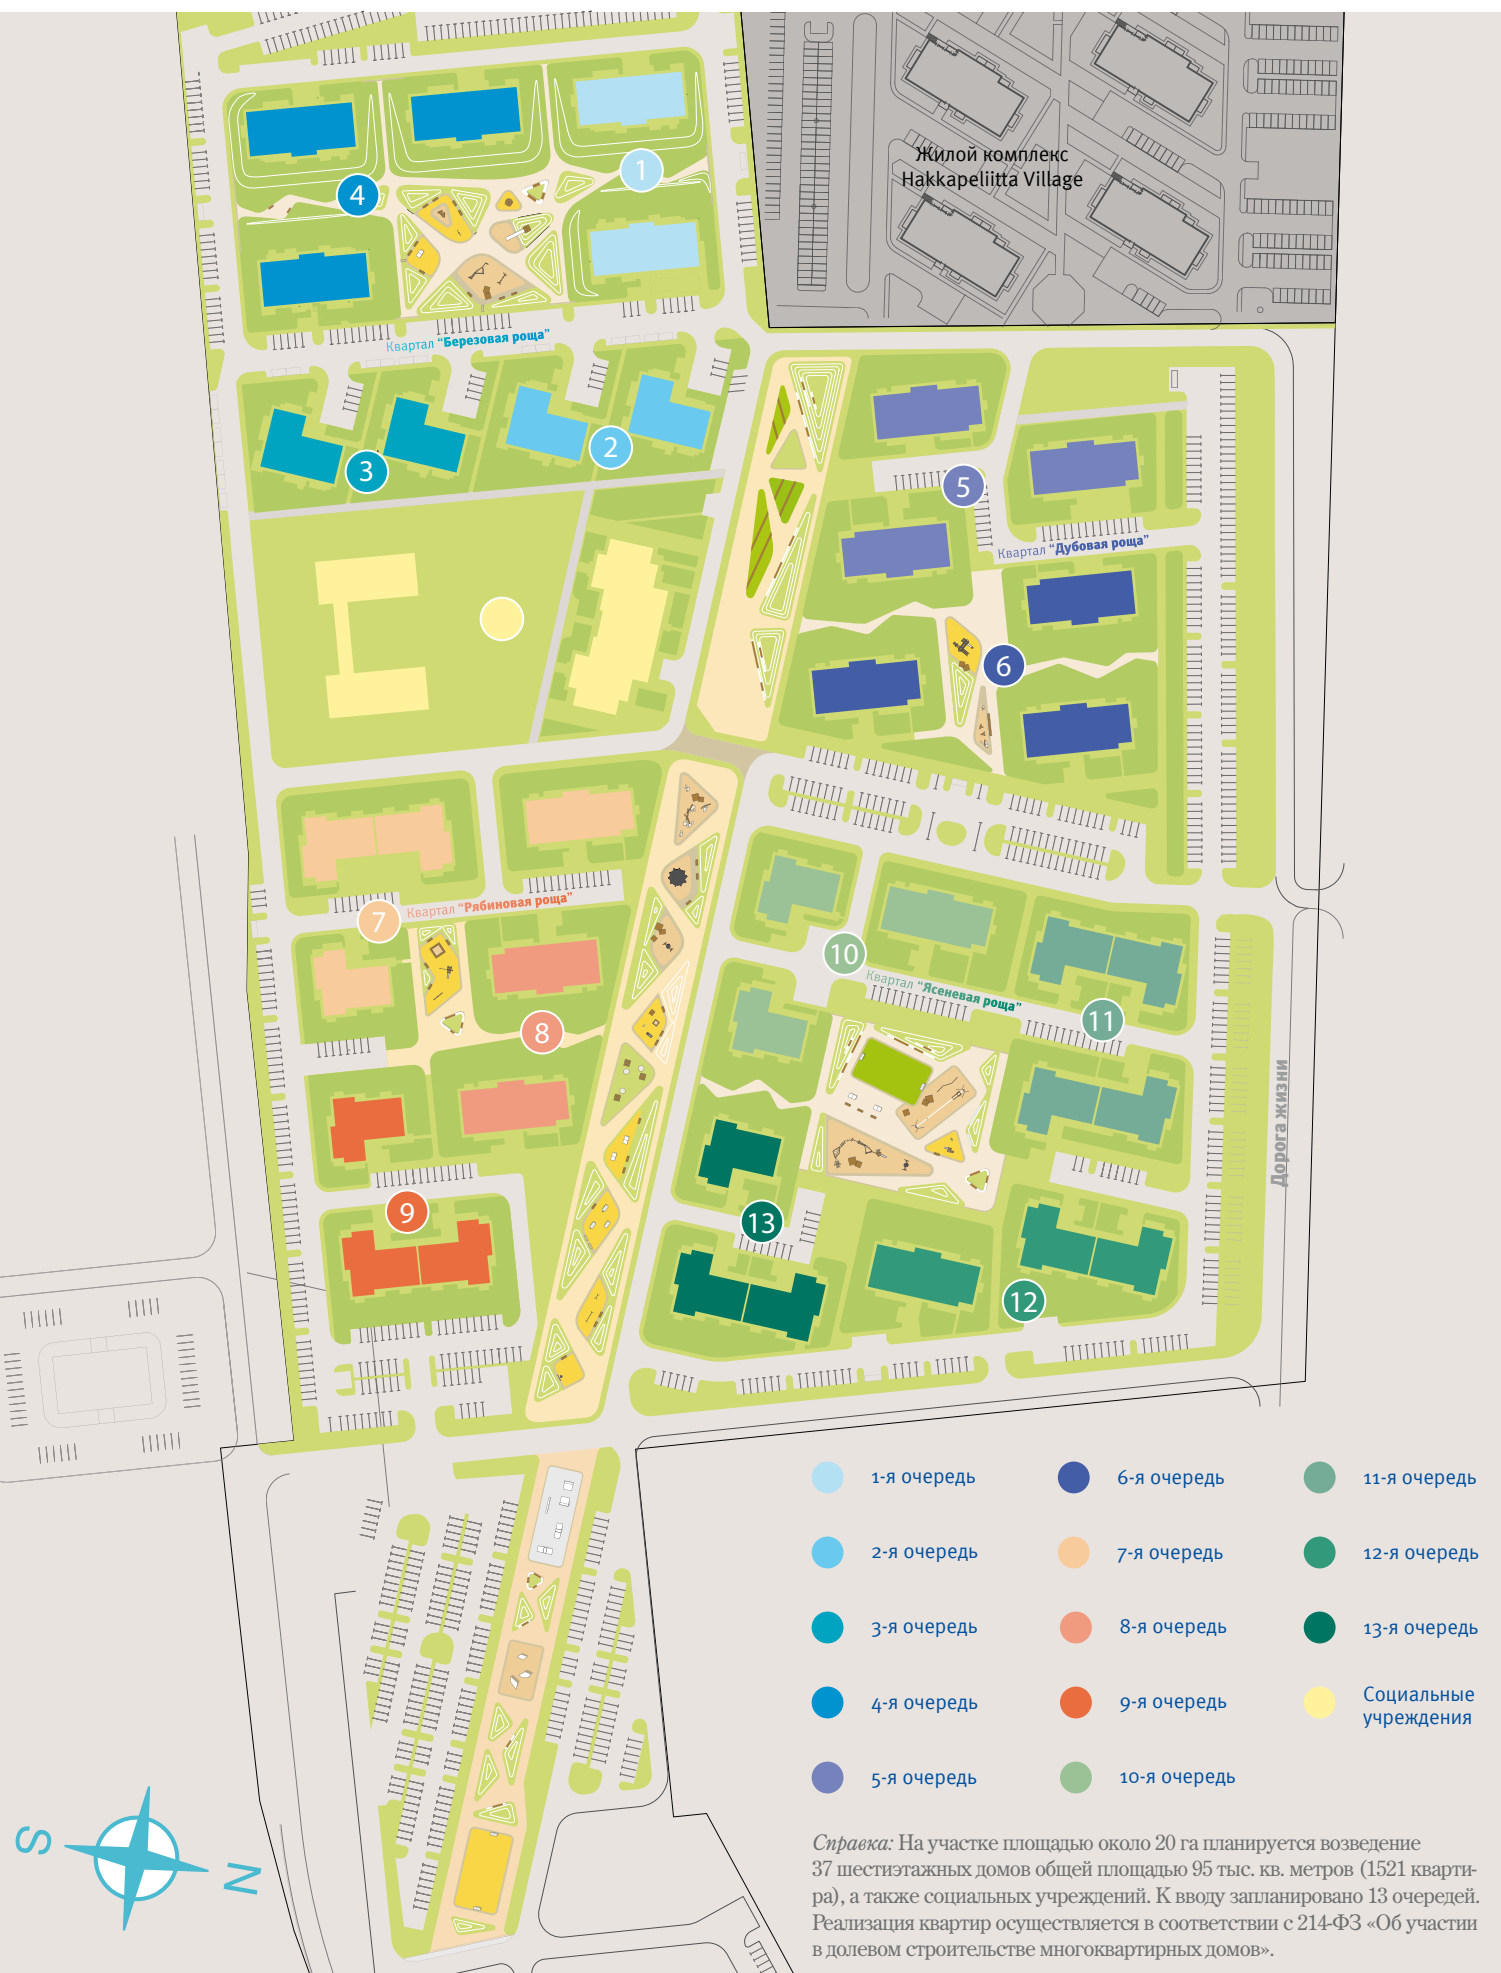 Жилой комплекс
Hakkapeliitta Village
1
4
Квартал “Березовая роща”
2
3
5
Квартал “Дубовая роща”
6
7
Квартал “Рябиновая роща”
8
9
10
Квартал “Ясеневая роща”
11
13
12
Дорога жизни
1-я очередь
2-я очередь
3-я очередь
4-я очередь
5-я очередь
6-я очередь
7-я очередь
8-я очередь
9-я очередь
10-я очередь
11-я очередь
12-я очередь
13-я очередь
Социальные
учреждения
S
N
Справка: На участке площадью около 20 га планируется возведение
37 шестиэтажных домов общей площадью 95 тыс. кв. метров (1521 кварти-
ра), а также социальных учреждений. К вводу запланировано 13 очередей.
Реализация квартир осуществляется в соответствии с 214-ФЗ «Об участии
в долевом строительстве многоквартирных домов».